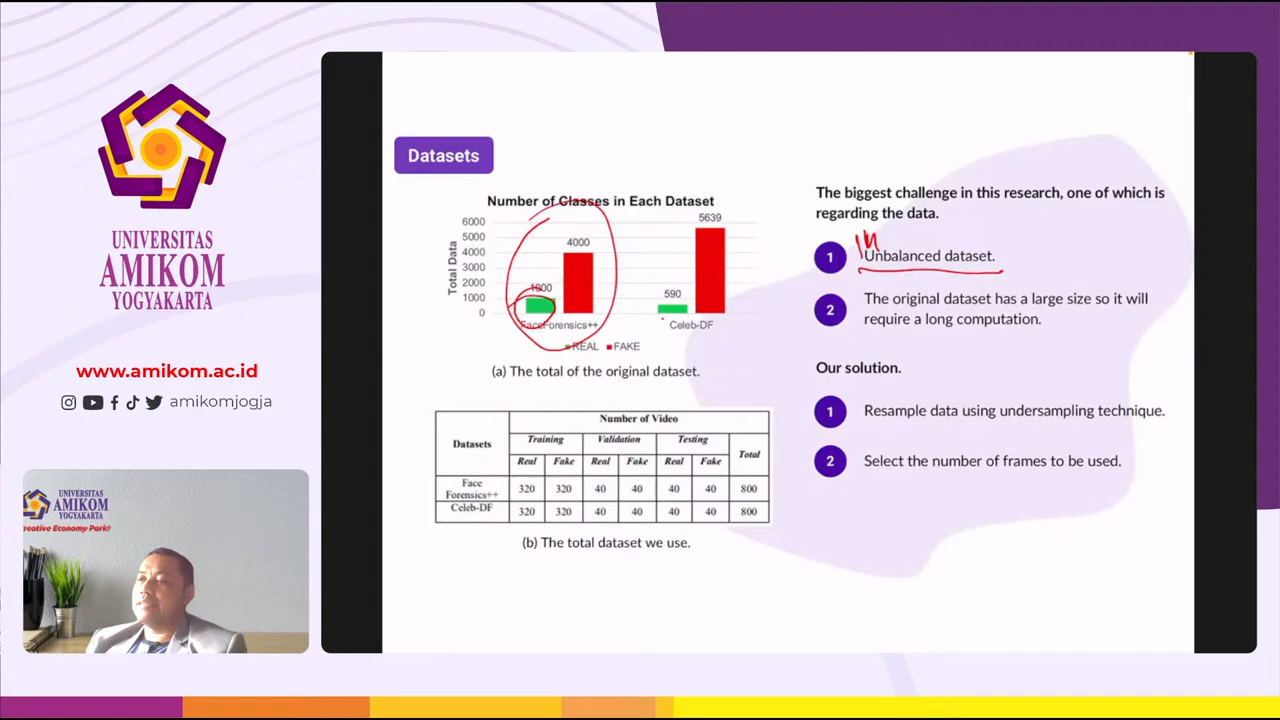 UNIVERSITAS
AMIKOM
YOGYAKARTA
www.amikom.ac.id
amikomjogja
UNIVERSITAS
AMIKOM
YOGYAKARTA
reative Economy Park!
Datasets
Number of Classes in Each Dataset
Total Data
6000
5000
4000
3000
2000
1000
0
1000
4000
590
5639
FaceForensics++
Celeb-DF
REAL
FAKE
(a) The total of the original dataset.
Datasets
Number of Video
Training Validation Testing Total
Real Fake Real Fake Real Fake
Face
Forensics++ 320 320 40 40 40 40 800
Celeb-DF 320 320 40 40 40 40 800
(b) The total dataset we use.
The biggest challenge in this research, one of which is
regarding the data.
IM
1 Unbalanced dataset.
2 The original dataset has a large size so it will
require a long computation.
Our solution.
1 Resample data using undersampling technique.
2 Select the number of frames to be used.